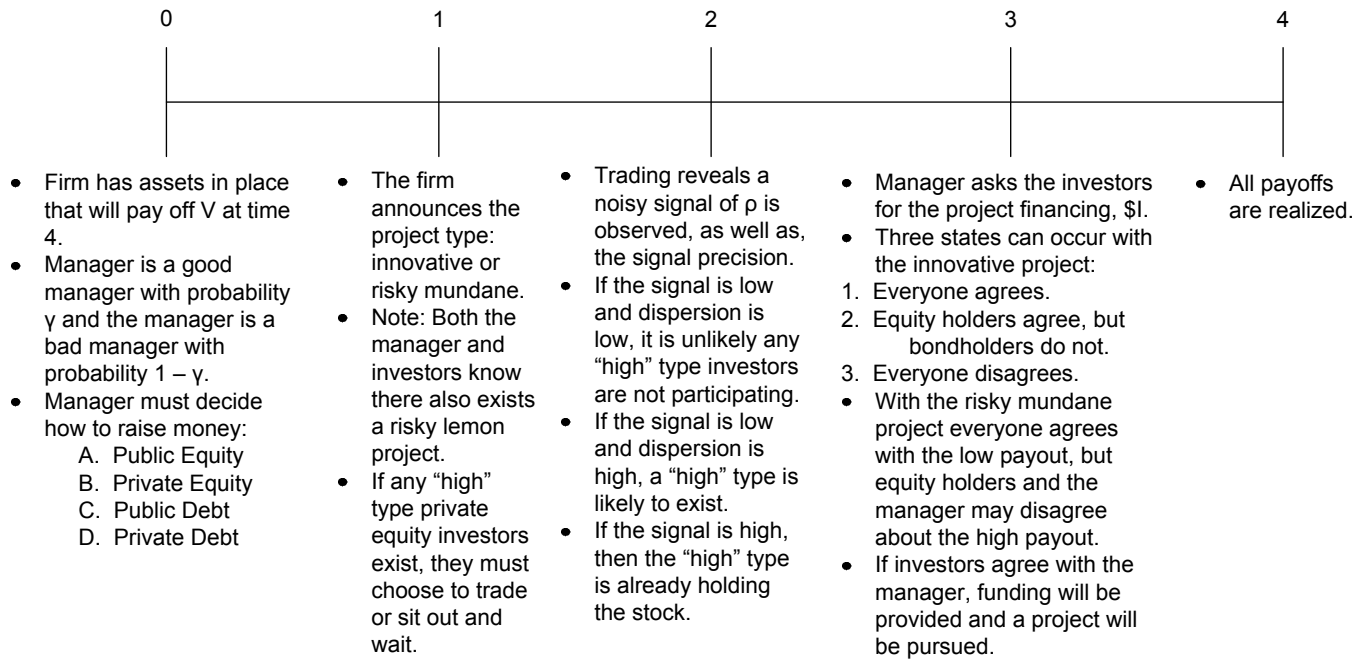 0
1
2
3
4
• Firm has assets in place
that will pay off V at time
4.
• Manager is a good
manager with probability
γ and the manager is a
bad manager with
probability 1 – γ.
• Manager must decide
how to raise money:
A. Public Equity
B. Private Equity
C. Public Debt
D. Private Debt
• The firm
announces the
project type:
innovative or
risky mundane.
• Note: Both the
manager and
investors know
there also exists
a risky lemon
project.
• If any “high”
type private
equity investors
exist, they must
choose to trade
or sit out and
wait.
• Trading reveals a
noisy signal of ρ is
observed, as well as,
the signal precision.
• If the signal is low
and dispersion is
low, it is unlikely any
“high” type investors
are not participating.
• If the signal is low
and dispersion is
high, a “high” type is
likely to exist.
• If the signal is high,
then the “high” type
is already holding
the stock.
• Manager asks the investors
for the project financing, $I.
• Three states can occur with
the innovative project:
1. Everyone agrees.
2. Equity holders agree, but
bondholders do not.
3. Everyone disagrees.
• With the risky mundane
project everyone agrees
with the low payout, but
equity holders and the
manager may disagree
about the high payout.
• If investors agree with the
manager, funding will be
provided and a project will
be pursued.
• All payoffs
are realized.